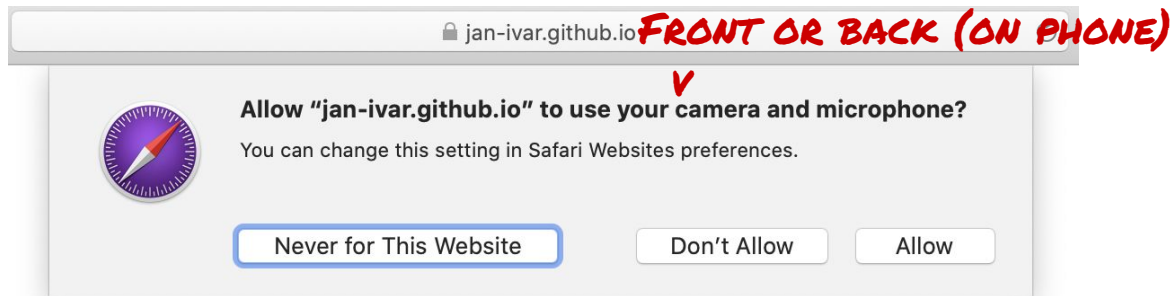 jan-ivar.github.io FRONT OR BACK (ON PHONE)
v
Allow “jan-ivar.github.io” to use your camera and microphone?
You can change this setting in Safari Websites preferences.
Never for This Website Don’t Allow Allow